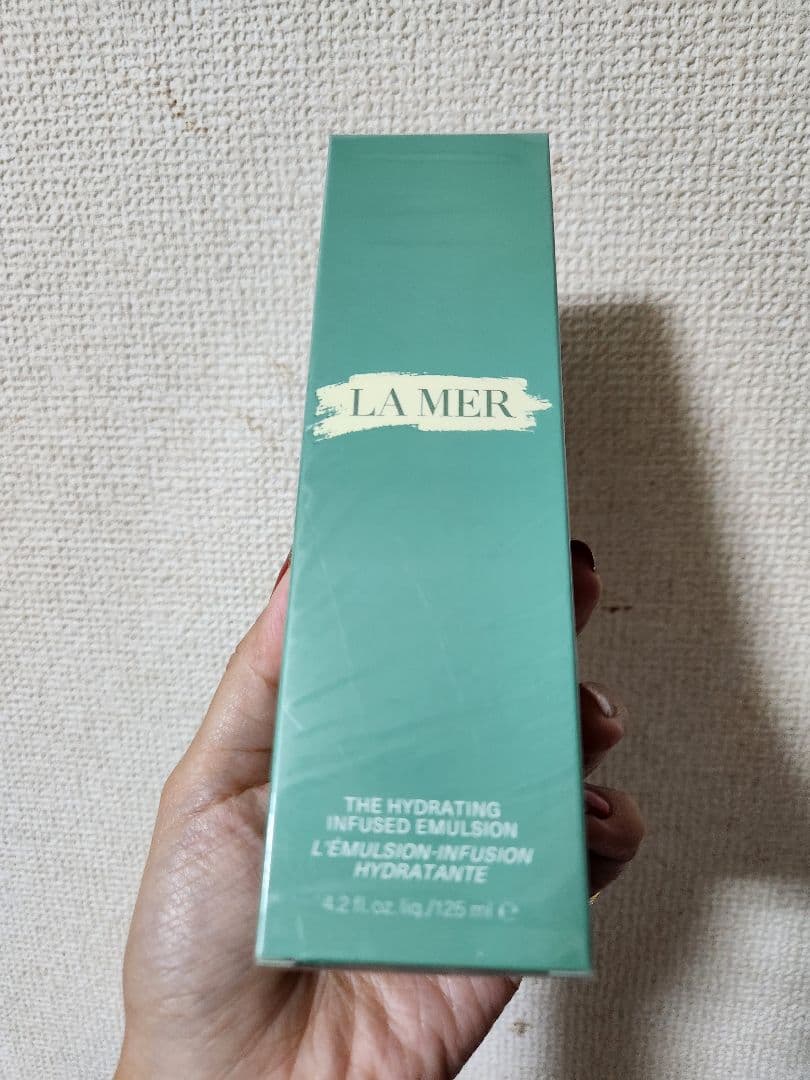 LA MER
THE HYDRATING
INFUSED EMULSION
L'ÉMULSION-INFUSION
HYDRATANTE
4.2 fl.oz.liq./125 ml ℮